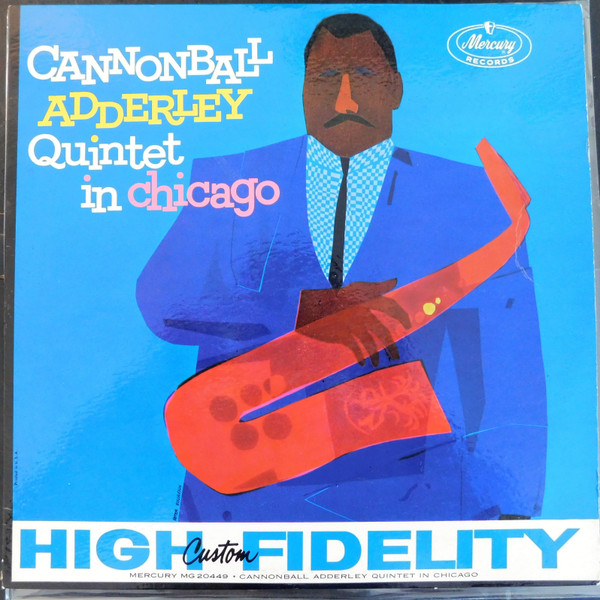 CANNONBALL
ADDERLEY
Quintet
in chicago
Mercury
RECORDS
HIGH Custom FIDELITY
MERCURY MG 20449 • CANNONBALL ADDERLEY QUINTET IN CHICAGO